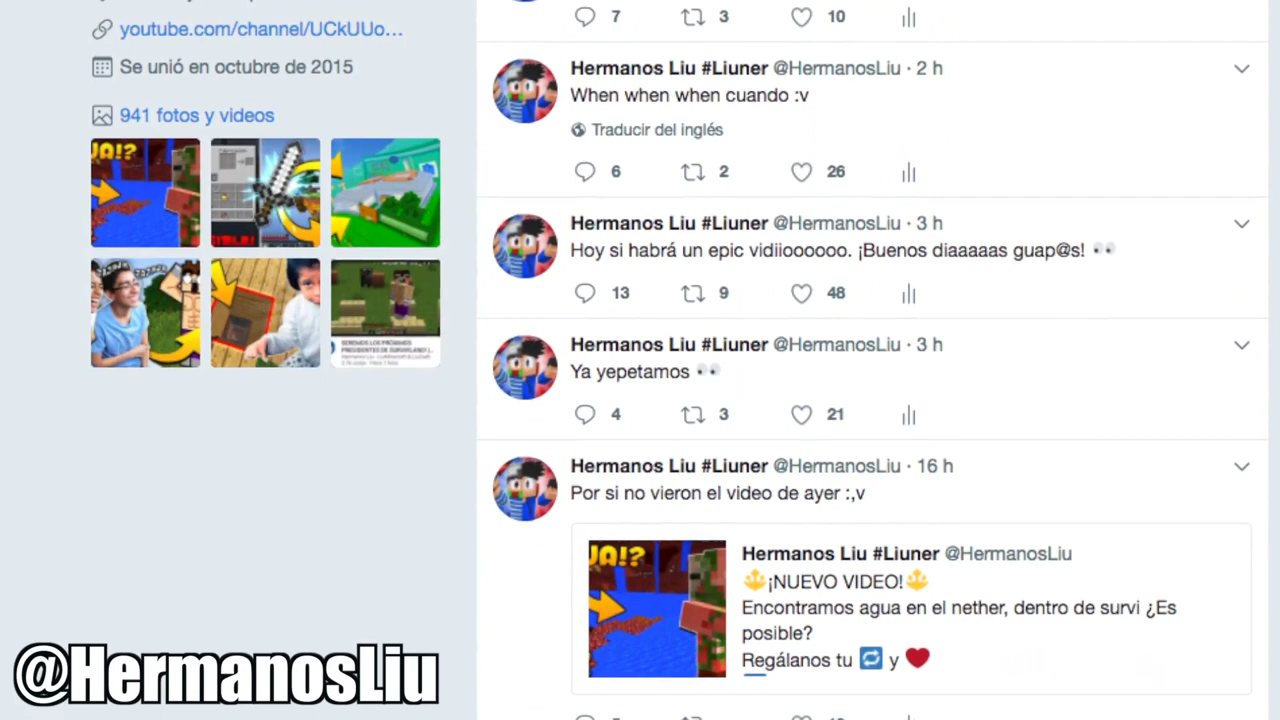 youtube.com/channel/UCkUUo...
Se unió en octubre de 2015
941 fotos y videos
UA!?
SEREMOS LOS PRÓXIMOS
7 3 10
Hermanos Liu #Liuner @HermanosLiu · 2 h
When when when cuando :v
Traducir del inglés
6 2 26
Hermanos Liu #Liuner @HermanosLiu · 3 h
Hoy si habrá un epic vidiioooooo. ¡Buenos diaaaaas guap@s! 👀
13 9 48
Hermanos Liu #Liuner @HermanosLiu · 3 h
Ya yepetamos 👀
4 3 21
Hermanos Liu #Liuner @HermanosLiu · 16 h
Por si no vieron el video de ayer :,v
UA!?
Hermanos Liu #Liuner @HermanosLiu
🔱¡NUEVO VIDEO!🔱
Encontramos agua en el nether, dentro de survi ¿Es
posible?
Regálanos tu 🔁 y ❤️
@HermanosLiu